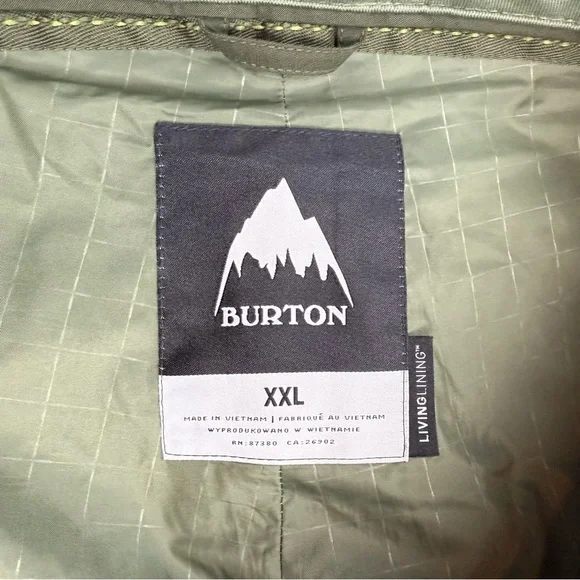 BURTON
XXL
MADE IN VIETNAM | FABRIQUÉ AU VIETNAM
WYPRODUKOWANO W WIETNAMIE
RN:87380 CA:26902
LIVINGLINING™